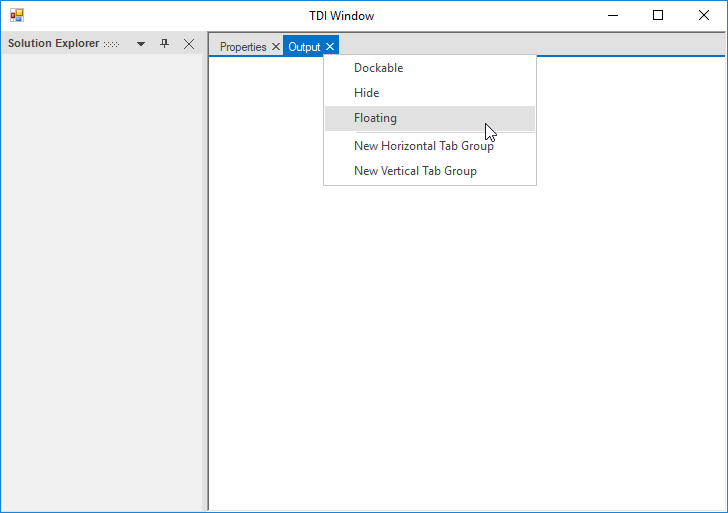 TDI Window
Solution Explorer
Properties
Output
Dockable
Hide
Floating
New Horizontal Tab Group
New Vertical Tab Group